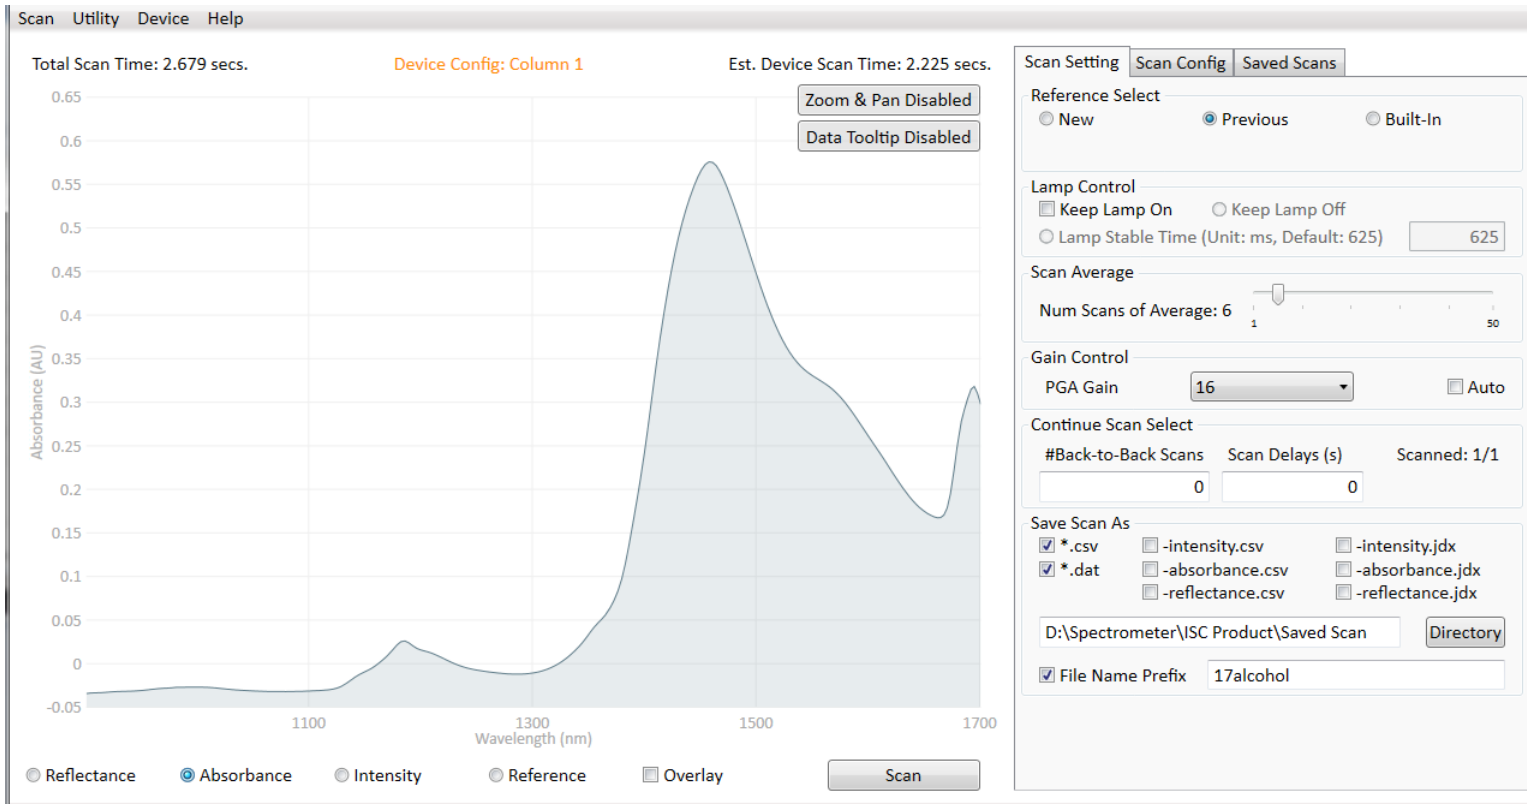 Scan Utility Device Help
Total Scan Time: 2.679 secs.
Device Config: Column 1
Est. Device Scan Time: 2.225 secs.
Zoom & Pan Disabled
Data Tooltip Disabled
0.65
0.6
0.55
0.5
0.45
0.4
0.35
0.3
0.25
0.2
0.15
0.1
0.05
0
-0.05
Absorbance (AU)
1100 1300 1500 1700
Wavelength (nm)
Reflectance Absorbance Intensity Reference Overlay Scan
Scan Setting Scan Config Saved Scans
Reference Select
New Previous Built-In
Lamp Control
Keep Lamp On Keep Lamp Off
Lamp Stable Time (Unit: ms, Default: 625) 625
Scan Average
Num Scans of Average: 6
1 50
Gain Control
PGA Gain 16 Auto
Continue Scan Select
#Back-to-Back Scans Scan Delays (s) Scanned: 1/1
0 0
Save Scan As
*.csv -intensity.csv -intensity.jdx
*.dat -absorbance.csv -absorbance.jdx
-reflectance.csv -reflectance.jdx
D:\Spectrometer\ISC Product\Saved Scan Directory
File Name Prefix 17alcohol